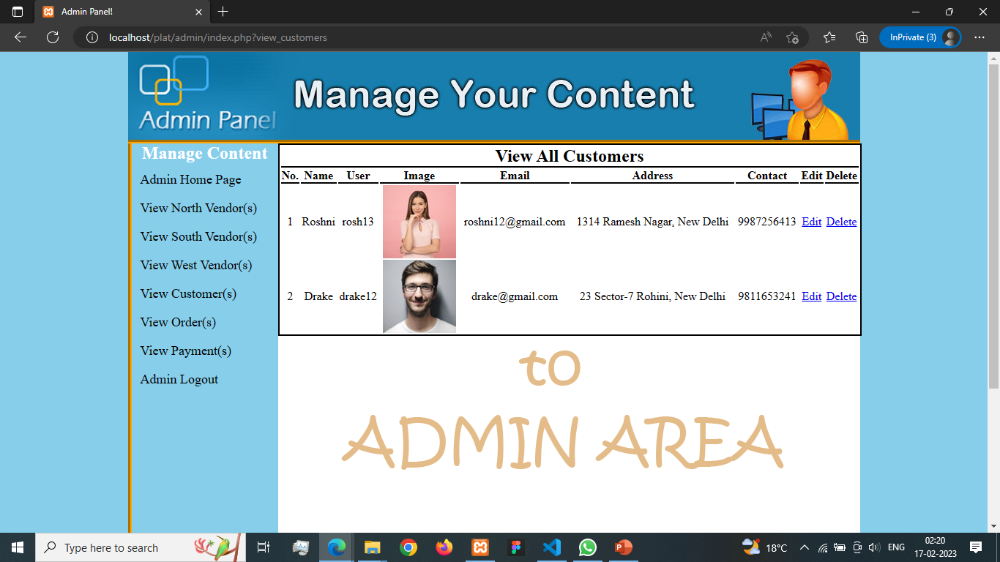 Admin Panel!
localhost/plat/admin/index.php?view_customers
InPrivate (3)
Admin Panel
Manage Your Content
Manage Content
Admin Home Page
View North Vendor(s)
View South Vendor(s)
View West Vendor(s)
View Customer(s)
View Order(s)
View Payment(s)
Admin Logout
View All Customers
No. Name User Image Email Address Contact Edit Delete
1 Roshni rosh13 roshni12@gmail.com 1314 Ramesh Nagar, New Delhi 9987256413 Edit Delete
2 Drake drake12 drake@gmail.com 23 Sector-7 Rohini, New Delhi 9811653241 Edit Delete
to
ADMIN AREA
Type here to search
18°C
ENG
02:20
17-02-2023